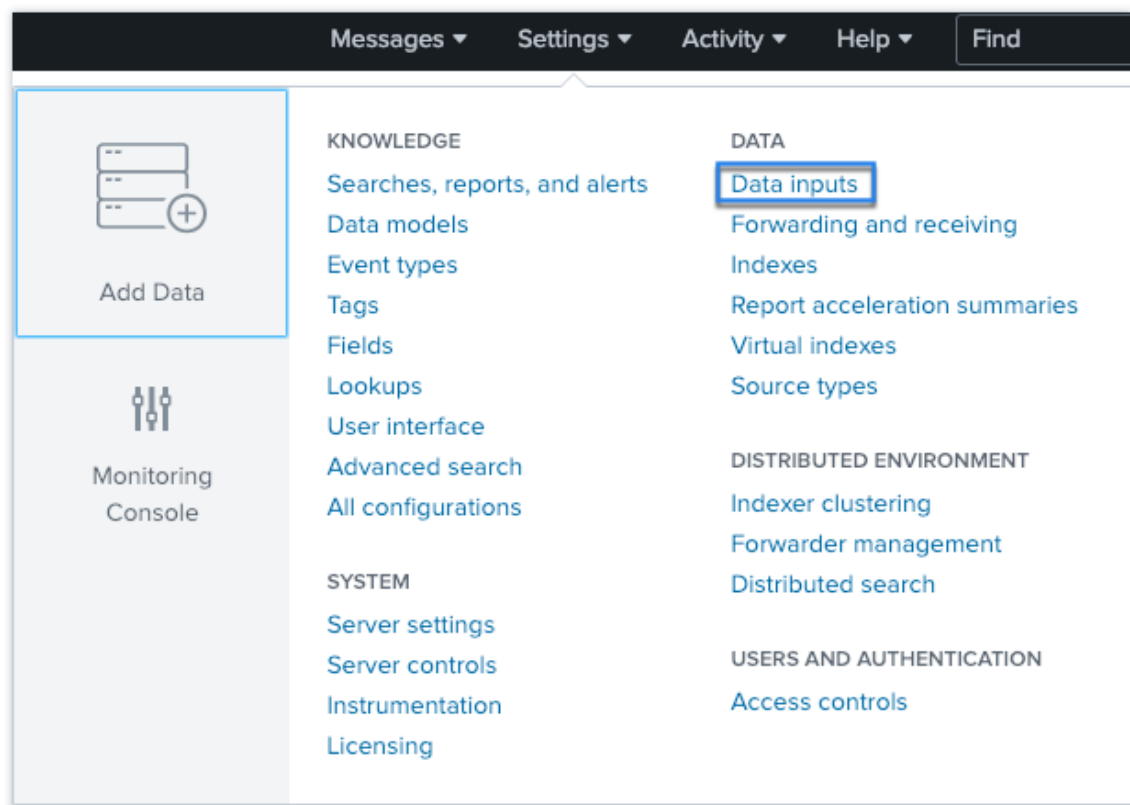 Messages Settings Activity Help Find
Add Data
Monitoring
Console
KNOWLEDGE
Searches, reports, and alerts
Data models
Event types
Tags
Fields
Lookups
User interface
Advanced search
All configurations
SYSTEM
Server settings
Server controls
Instrumentation
Licensing
DATA
Data inputs
Forwarding and receiving
Indexes
Report acceleration summaries
Virtual indexes
Source types
DISTRIBUTED ENVIRONMENT
Indexer clustering
Forwarder management
Distributed search
USERS AND AUTHENTICATION
Access controls